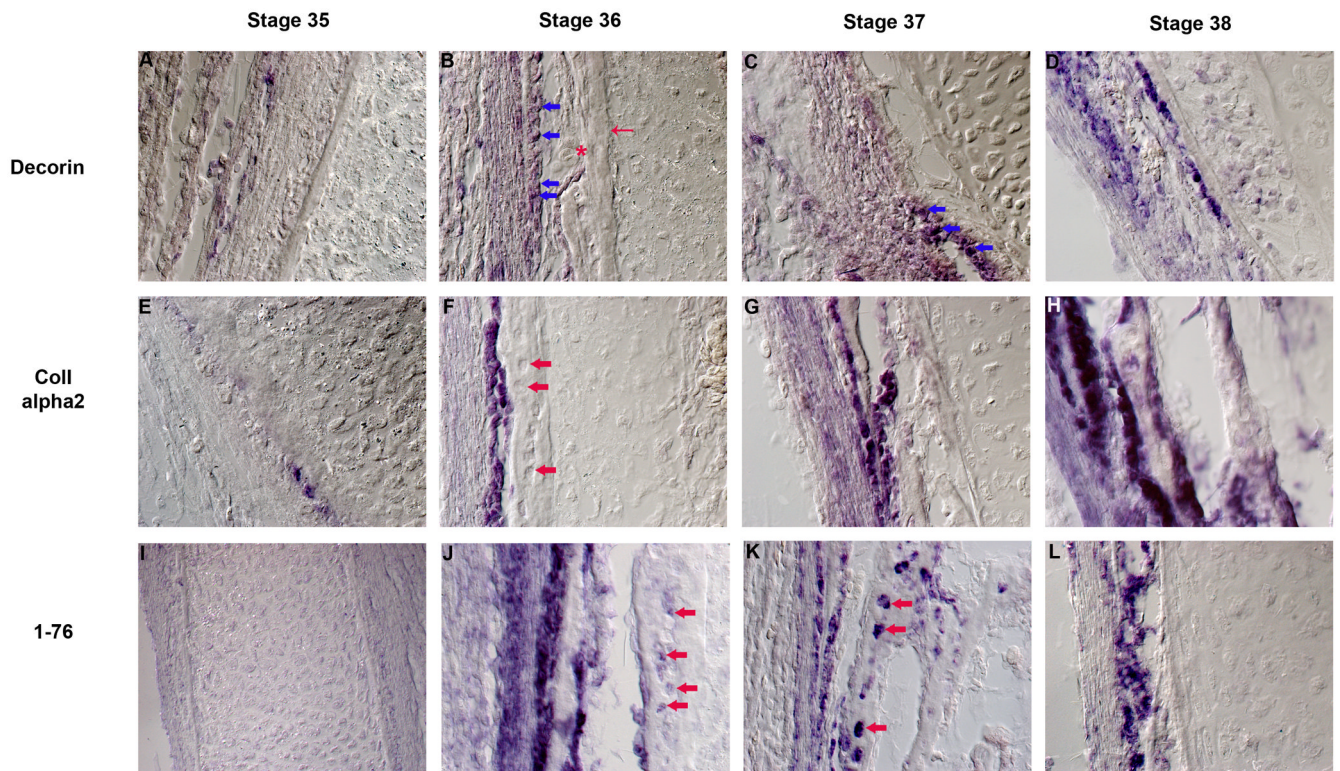 Stage 35
Stage 36
Stage 37
Stage 38
Decorin
A
B
*
C
D
Coll
alpha2
E
F
G
H
1-76
I
J
K
L